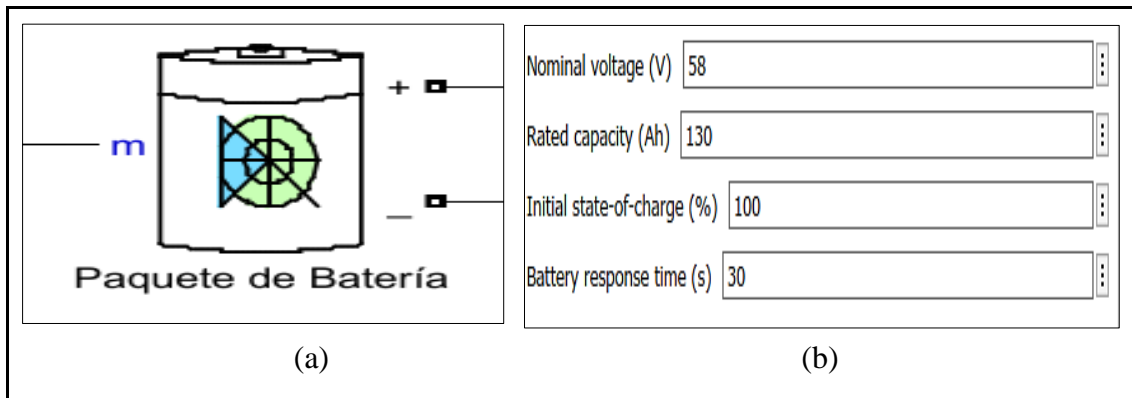 +
m
_
Paquete de Batería
(a)
Nominal voltage (V) 58
Rated capacity (Ah) 130
Initial state-of-charge (%) 100
Battery response time (s) 30
(b)